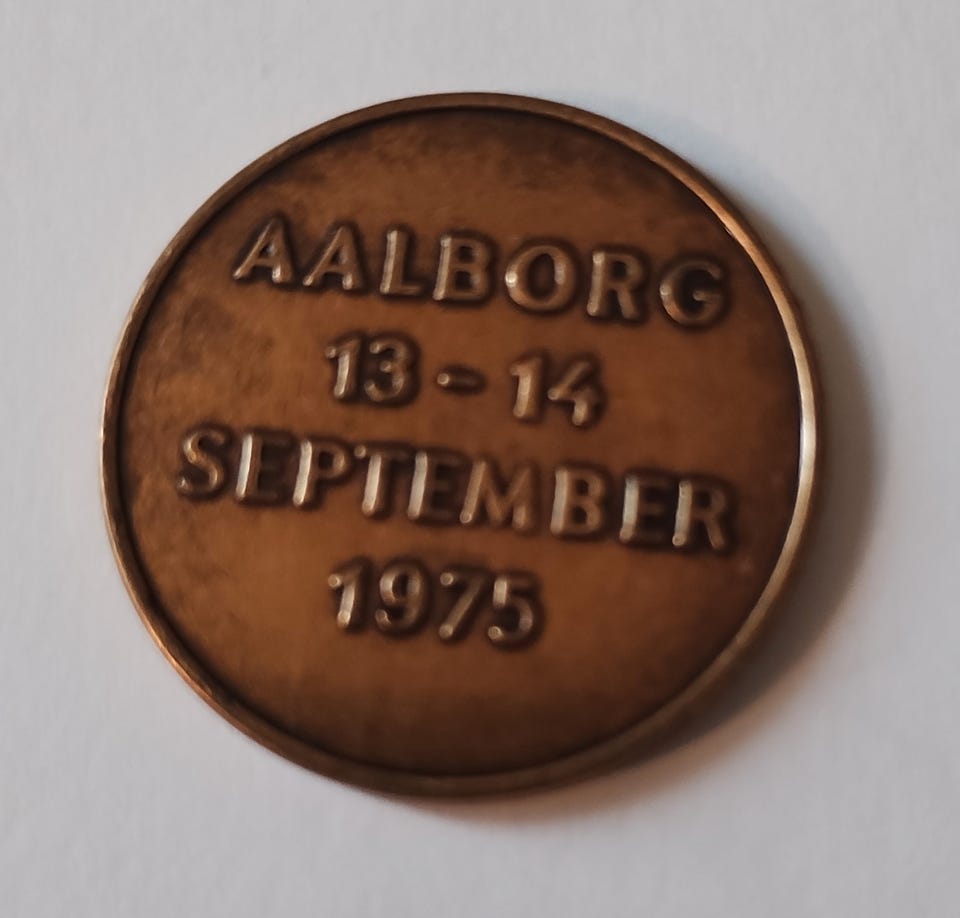 AALBORG
13 - 14
SEPTEMBER
1975